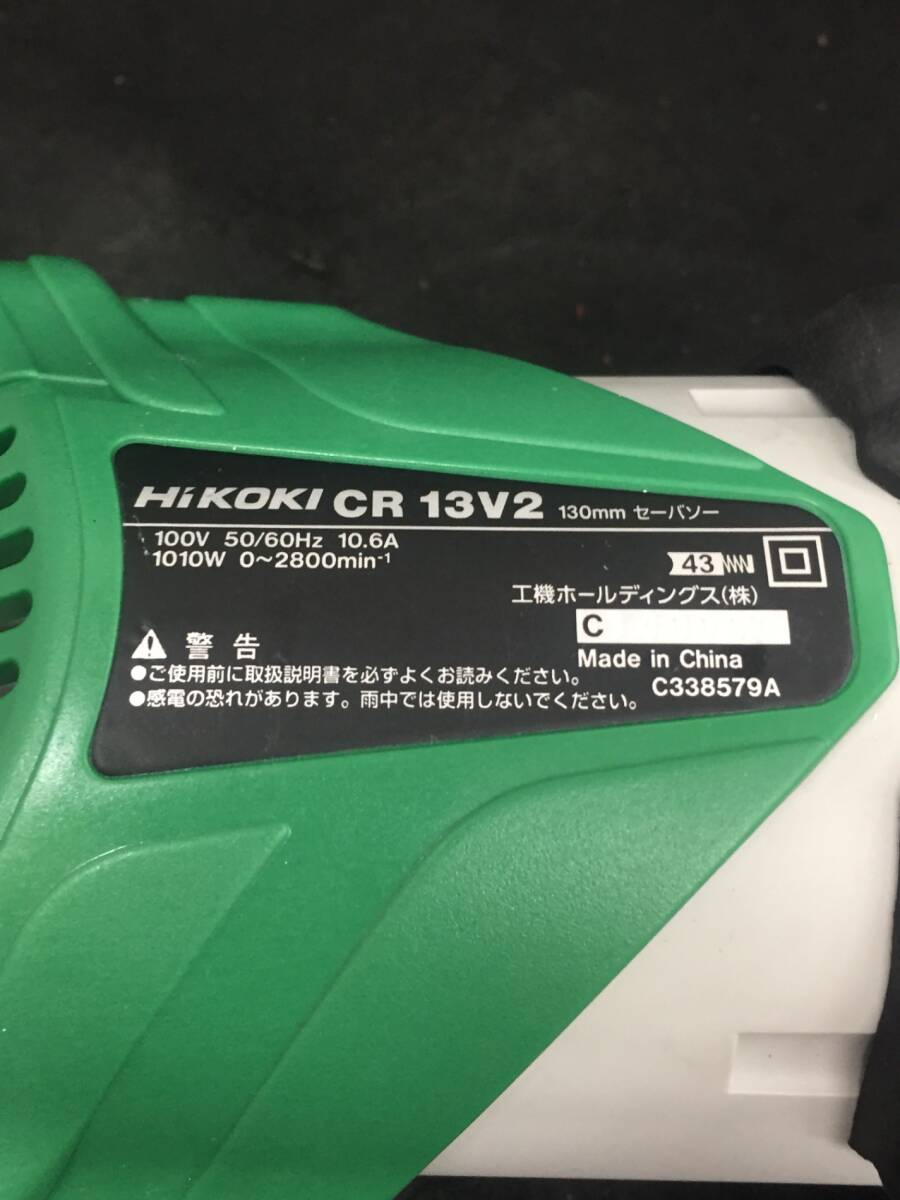 HiKOKI CR 13V2 130mm セーバソー
100V 50/60Hz 10.6A
1010W 0～2800min⁻¹
43
工機ホールディングス(株)
C
Made in China
C338579A
警告
●ご使用前に取扱説明書を必ずよくお読みください。
●感電の恐れがあります。雨中では使用しないでください。